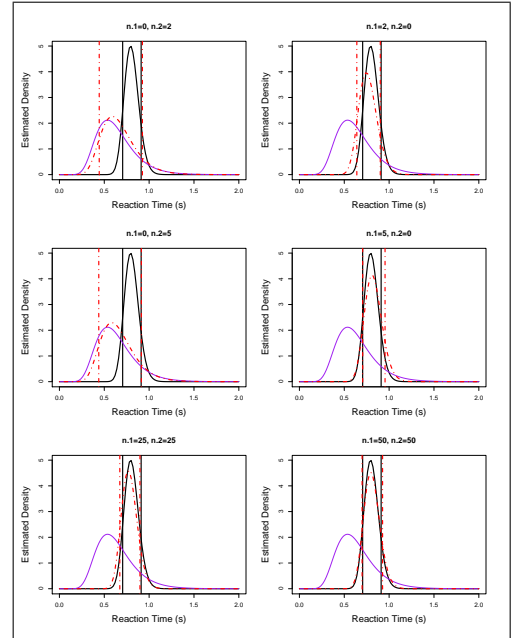 n.1=0, n.2=2
Estimated Density
0 1 2 3 4 5
0.0 0.5 1.0 1.5 2.0
Reaction Time (s)
n.1=2, n.2=0
Estimated Density
0 1 2 3 4 5
0.0 0.5 1.0 1.5 2.0
Reaction Time (s)
n.1=0, n.2=5
Estimated Density
0 1 2 3 4 5
0.0 0.5 1.0 1.5 2.0
Reaction Time (s)
n.1=5, n.2=0
Estimated Density
0 1 2 3 4 5
0.0 0.5 1.0 1.5 2.0
Reaction Time (s)
n.1=25, n.2=25
Estimated Density
0 1 2 3 4 5
0.0 0.5 1.0 1.5 2.0
Reaction Time (s)
n.1=50, n.2=50
Estimated Density
0 1 2 3 4 5
0.0 0.5 1.0 1.5 2.0
Reaction Time (s)